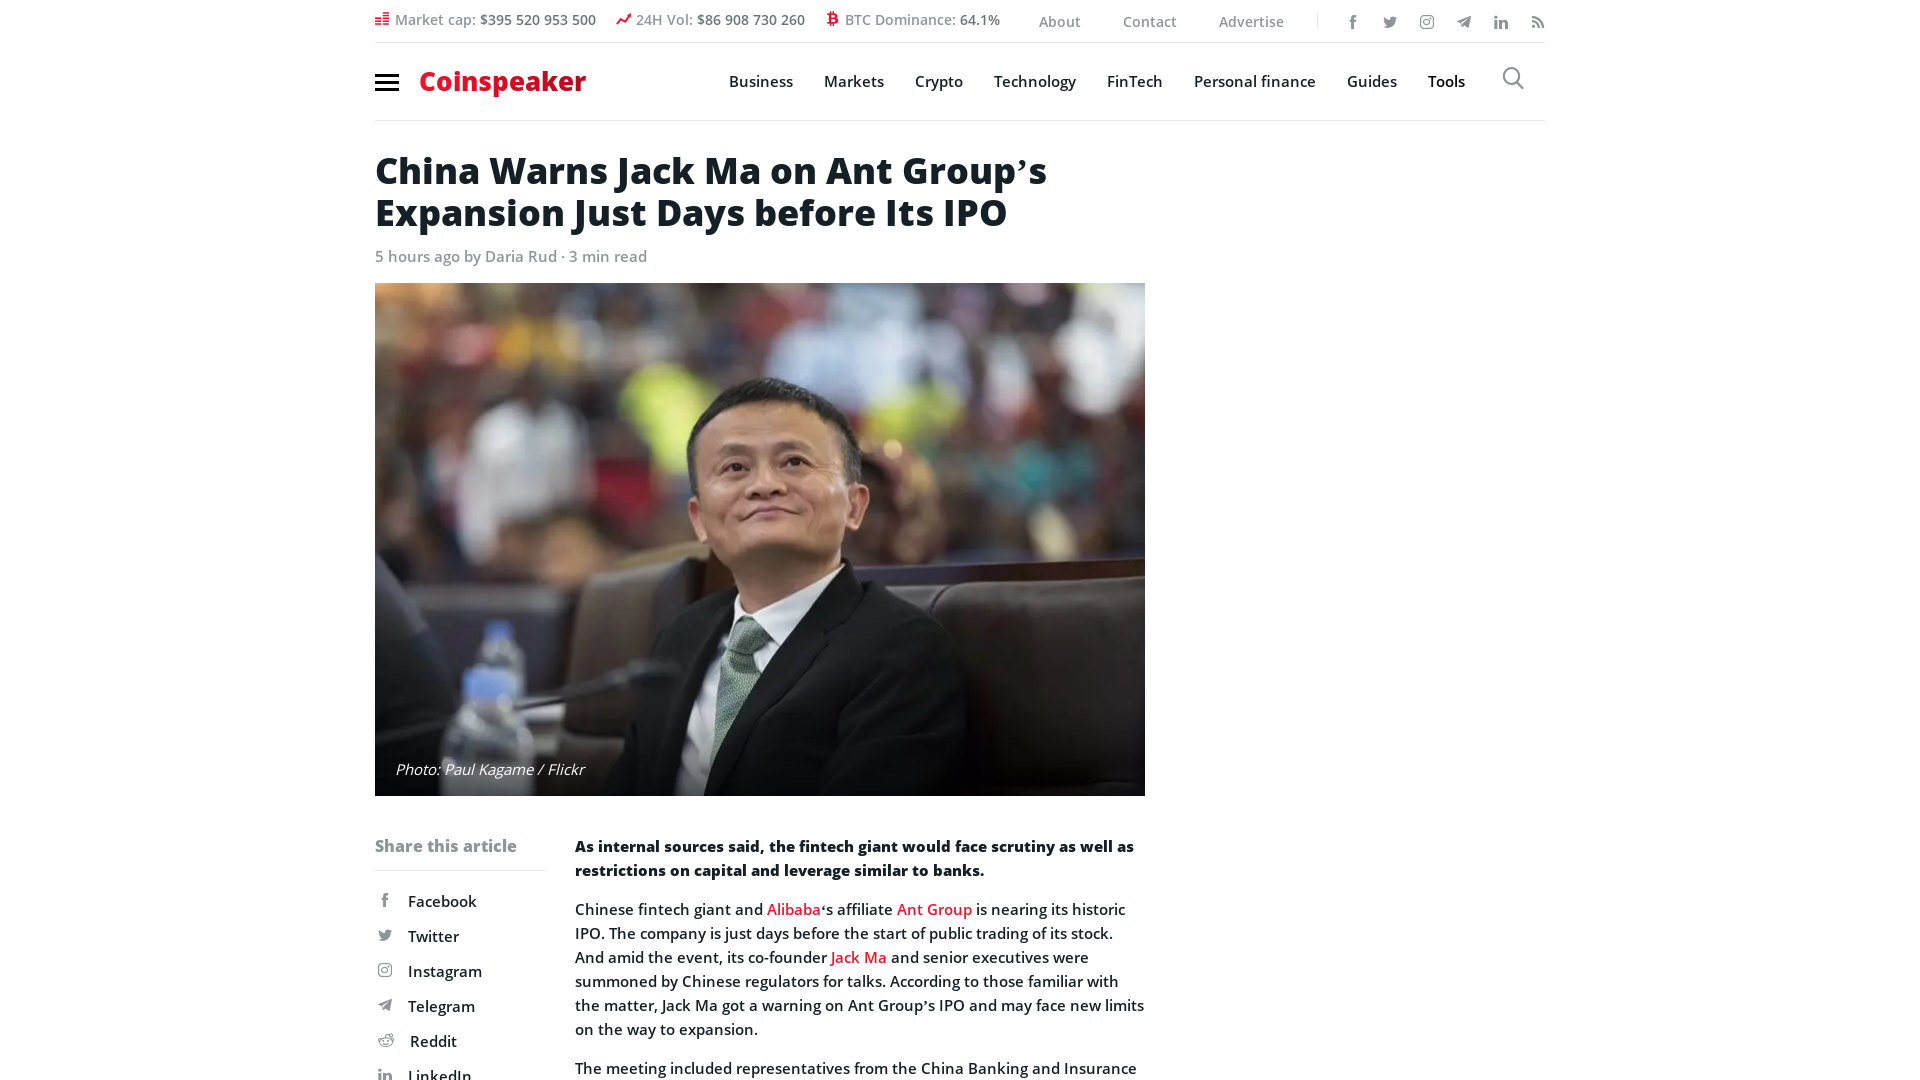 Market cap: $395 520 953 500 24H Vol: $86 908 730 260 BTC Dominance: 64.1% About Contact Advertise
Coinspeaker Business Markets Crypto Technology FinTech Personal finance Guides Tools
China Warns Jack Ma on Ant Group’s
Expansion Just Days before Its IPO
5 hours ago by Daria Rud · 3 min read
Photo: Paul Kagame / Flickr
Share this article
Facebook
Twitter
Instagram
Telegram
Reddit
LinkedIn
As internal sources said, the fintech giant would face scrutiny as well as
restrictions on capital and leverage similar to banks.
Chinese fintech giant and Alibaba‘s affiliate Ant Group is nearing its historic
IPO. The company is just days before the start of public trading of its stock.
And amid the event, its co-founder Jack Ma and senior executives were
summoned by Chinese regulators for talks. According to those familiar with
the matter, Jack Ma got a warning on Ant Group’s IPO and may face new limits
on the way to expansion.
The meeting included representatives from the China Banking and Insurance